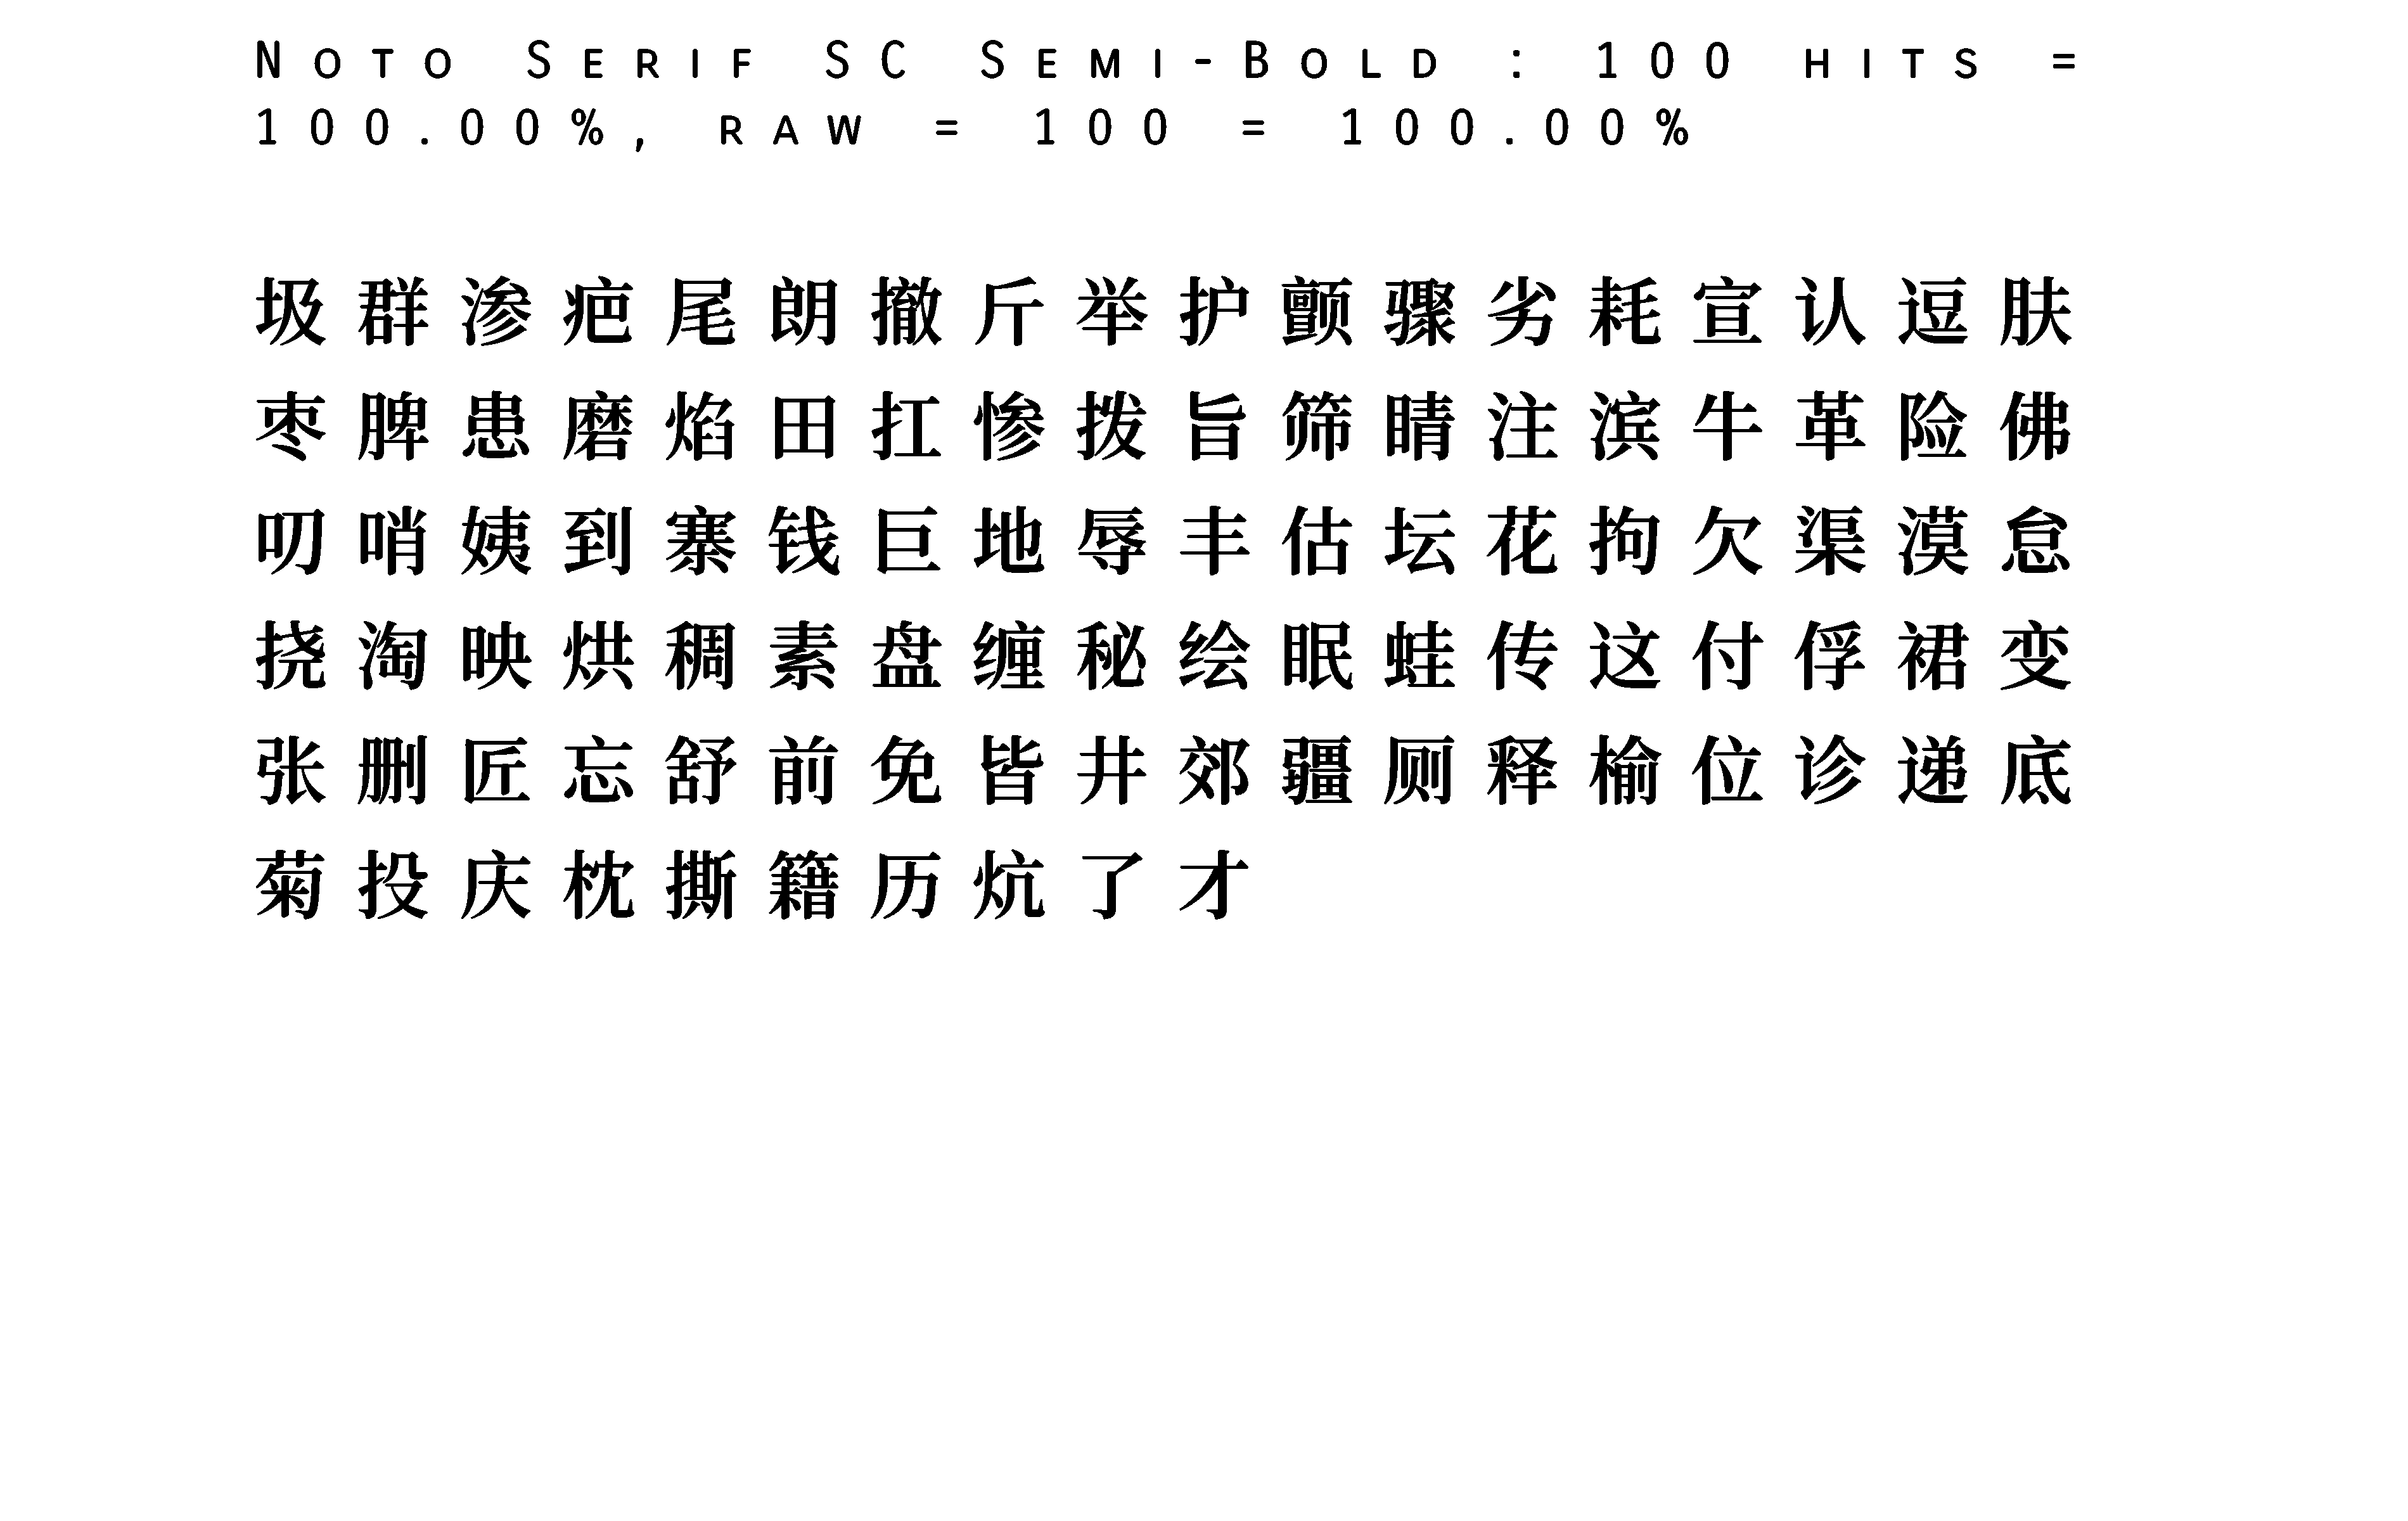 Noto Serif SC Semi-Bold : 100 hits =
100.00%, raw = 100 = 100.00%
圾群渗疤尾朗撤斤举护颤骤劣耗宣认逗肤
枣脾患磨焰田扛惨拨旨筛睛注滨牛革险佛
叨哨姨到寨钱巨地辱丰估坛花拘欠渠漠怠
挠淘映烘稠素盘缠秘绘眠蛙传这付俘裙变
张删匠忘舒前免皆井郊疆厕释榆位诊递底
菊投庆枕撕籍历炕了才